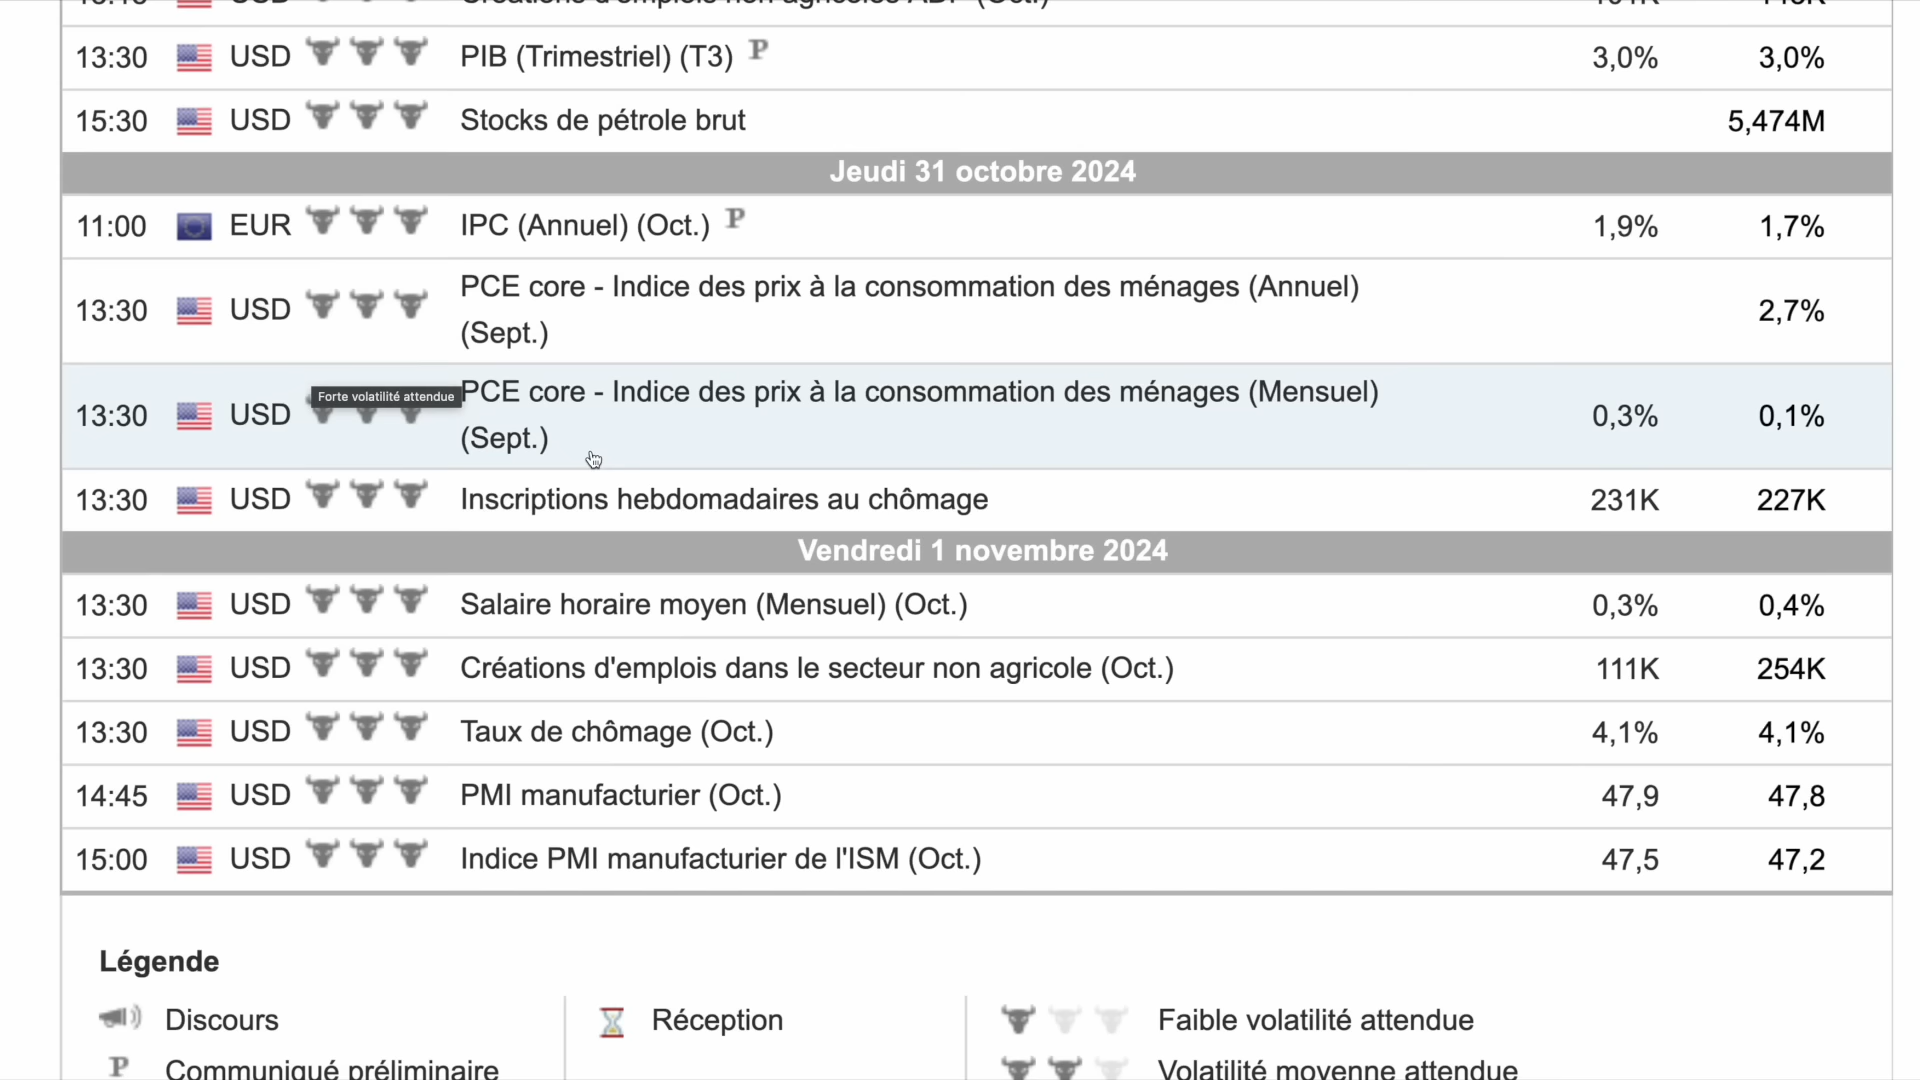 USD Créations d'emplois non agricoles ADP (Oct.)
13:30 USD PIB (Trimestriel) (T3) P 3,0% 3,0%
15:30 USD Stocks de pétrole brut 5,474M
Jeudi 31 octobre 2024
11:00 EUR IPC (Annuel) (Oct.) P 1,9% 1,7%
PCE core - Indice des prix à la consommation des ménages (Annuel)
13:30 USD 2,7%
(Sept.)
Forte volatilité attendue PCE core - Indice des prix à la consommation des ménages (Mensuel)
13:30 USD 0,3% 0,1%
(Sept.)
13:30 USD Inscriptions hebdomadaires au chômage 231K 227K
Vendredi 1 novembre 2024
13:30 USD Salaire horaire moyen (Mensuel) (Oct.) 0,3% 0,4%
13:30 USD Créations d'emplois dans le secteur non agricole (Oct.) 111K 254K
13:30 USD Taux de chômage (Oct.) 4,1% 4,1%
14:45 USD PMI manufacturier (Oct.) 47,9 47,8
15:00 USD Indice PMI manufacturier de l'ISM (Oct.) 47,5 47,2
Légende
Discours Réception Faible volatilité attendue
P Communiqué préliminaire Volatilité moyenne attendue